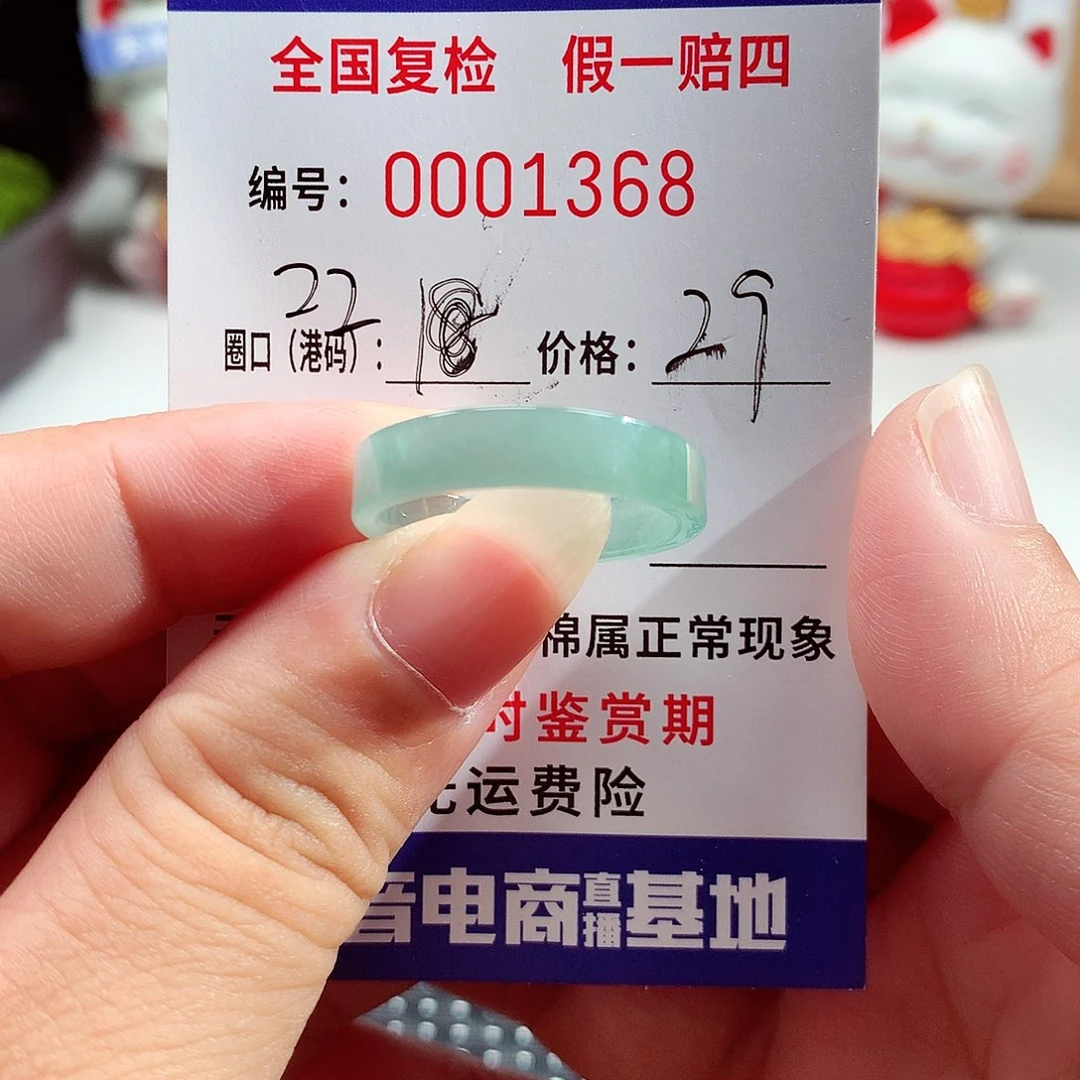 全国复检 假一赔四
编号：0001368
22
圈口（港码）：18 价格：29
棉属正常现象
时鉴赏期
运费险
音电商直播基地